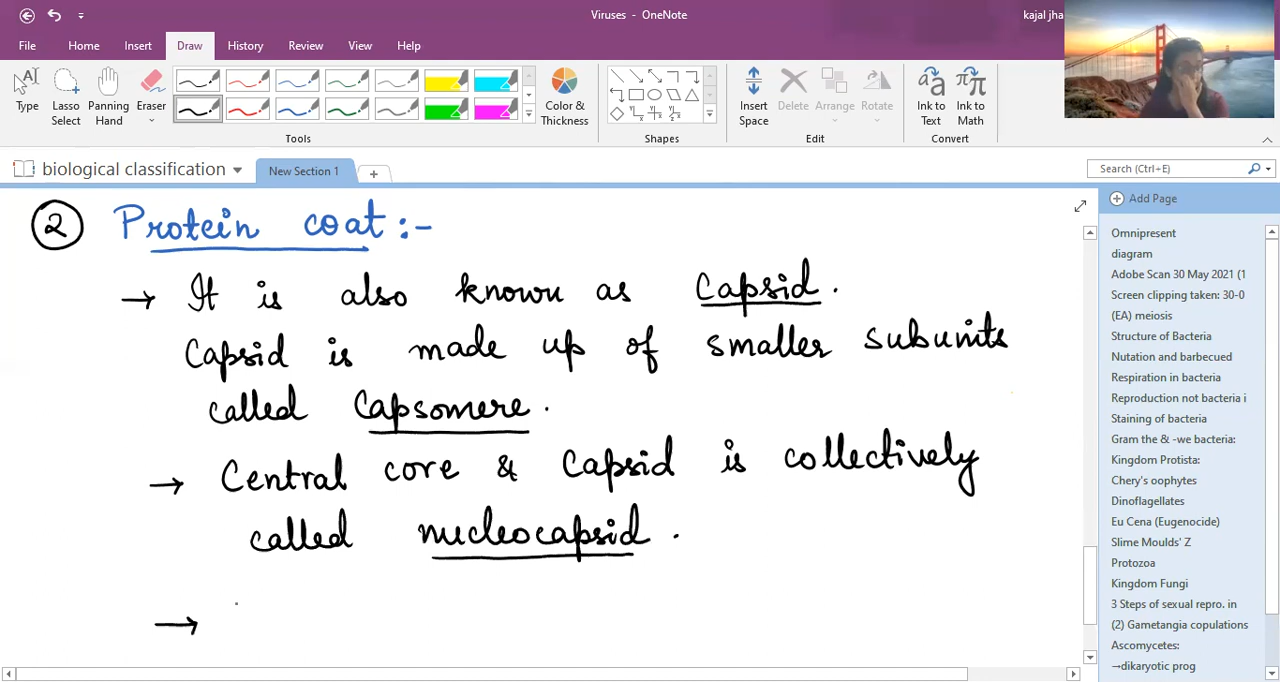 Viruses - OneNote
kajal jha
File Home Insert Draw History Review View Help
Type
Lasso Select
Panning Hand
Eraser
Color & Thickness
Insert Space
Delete
Arrange
Rotate
Ink to Text
Ink to Math
Tools
Shapes
Edit
Convert
biological classification
New Section 1
Search (Ctrl+E)
② Protein coat :-
→ It is also known as Capsid.
Capsid is made up of smaller subunits
called Capsomere.
→ Central core & Capsid is collectively
called nucleocapsid.
→
Add Page
Omnipresent
diagram
Adobe Scan 30 May 2021 (1
Screen clipping taken: 30-0
(EA) meiosis
Structure of Bacteria
Nutation and barbecued
Respiration in bacteria
Reproduction not bacteria i
Staining of bacteria
Gram the & -we bacteria:
Kingdom Protista:
Chery's oophytes
Dinoflagellates
Eu Cena (Eugenocide)
Slime Moulds' Z
Protozoa
Kingdom Fungi
3 Steps of sexual repro. in
(2) Gametangia copulations
Ascomycetes:
→dikaryotic prog